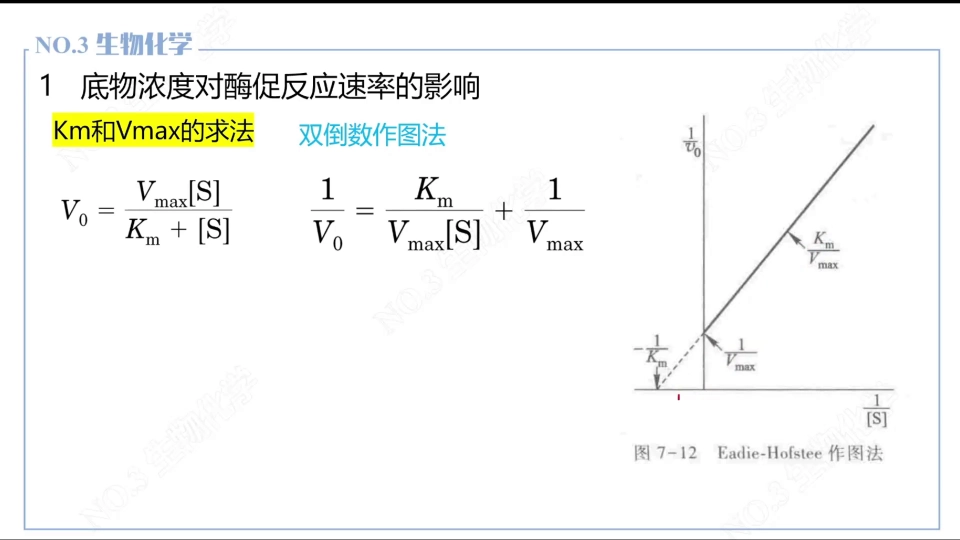 NO.3 生物化学
1 底物浓度对酶促反应速率的影响
Km和Vmax的求法 双倒数作图法
V₀ = Vmax[S] / (Km + [S])
1/V₀ = Km/Vmax[S] + 1/Vmax
1/υ₀
Km/Vmax
-1/Km
1/Vmax
1/[S]
图 7-12 Eadie-Hofstee 作图法